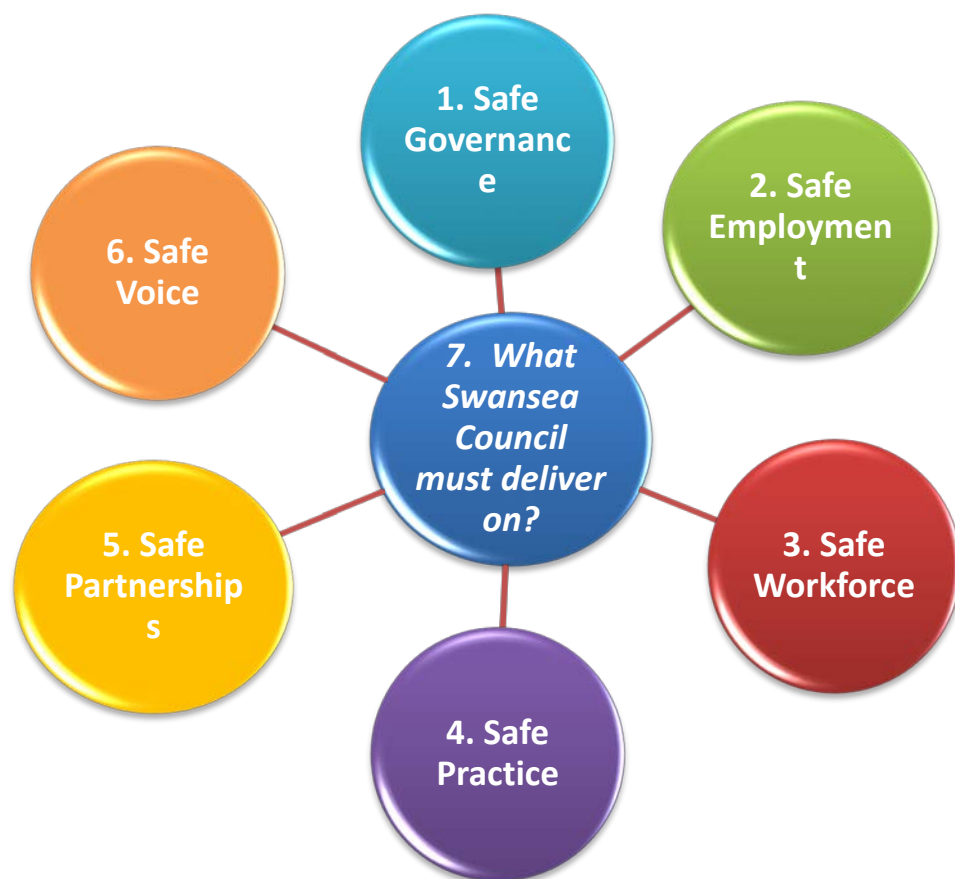 1. Safe
Governanc
e
2. Safe
Employmen
t
3. Safe
Workforce
4. Safe
Practice
5. Safe
Partnership
s
6. Safe
Voice
7.  What
Swansea
Council
must deliver
on?